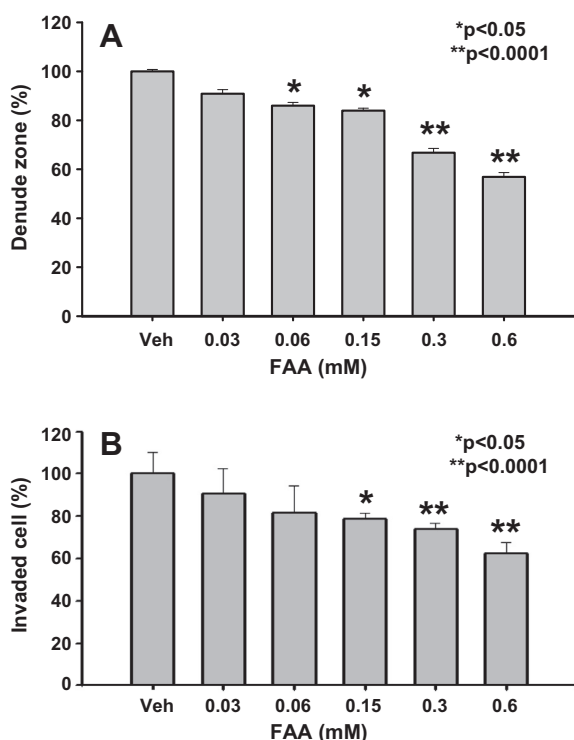 A
*p<0.05
**p<0.0001
Denude zone (%)
120
100
80
60
40
20
0
* * ** **
Veh 0.03 0.06 0.15 0.3 0.6
FAA (mM)
B
*p<0.05
**p<0.0001
Invaded cell (%)
120
100
80
60
40
20
0
* ** **
Veh 0.03 0.06 0.15 0.3 0.6
FAA (mM)